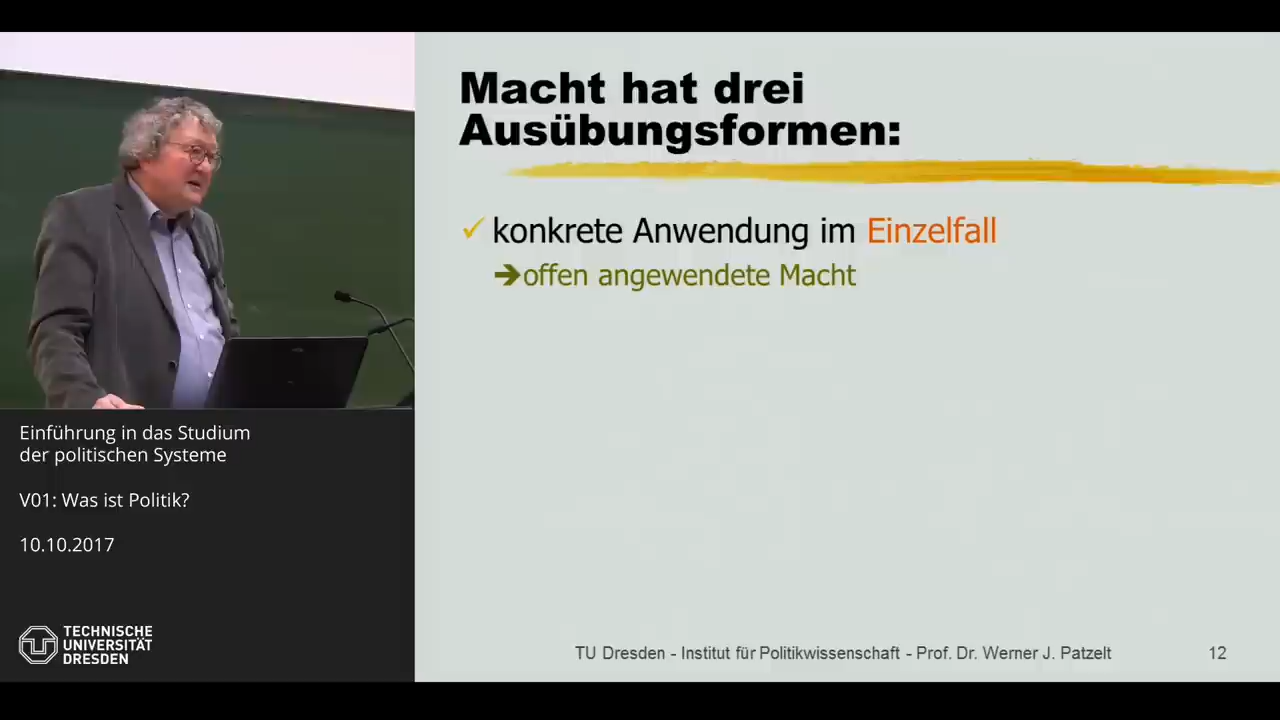 Macht hat drei
Ausübungsformen:
✓ konkrete Anwendung im Einzelfall
➔offen angewendete Macht
Einführung in das Studium
der politischen Systeme
V01: Was ist Politik?
10.10.2017
TECHNISCHE
UNIVERSITÄT
DRESDEN
TU Dresden - Institut für Politikwissenschaft - Prof. Dr. Werner J. Patzelt
12